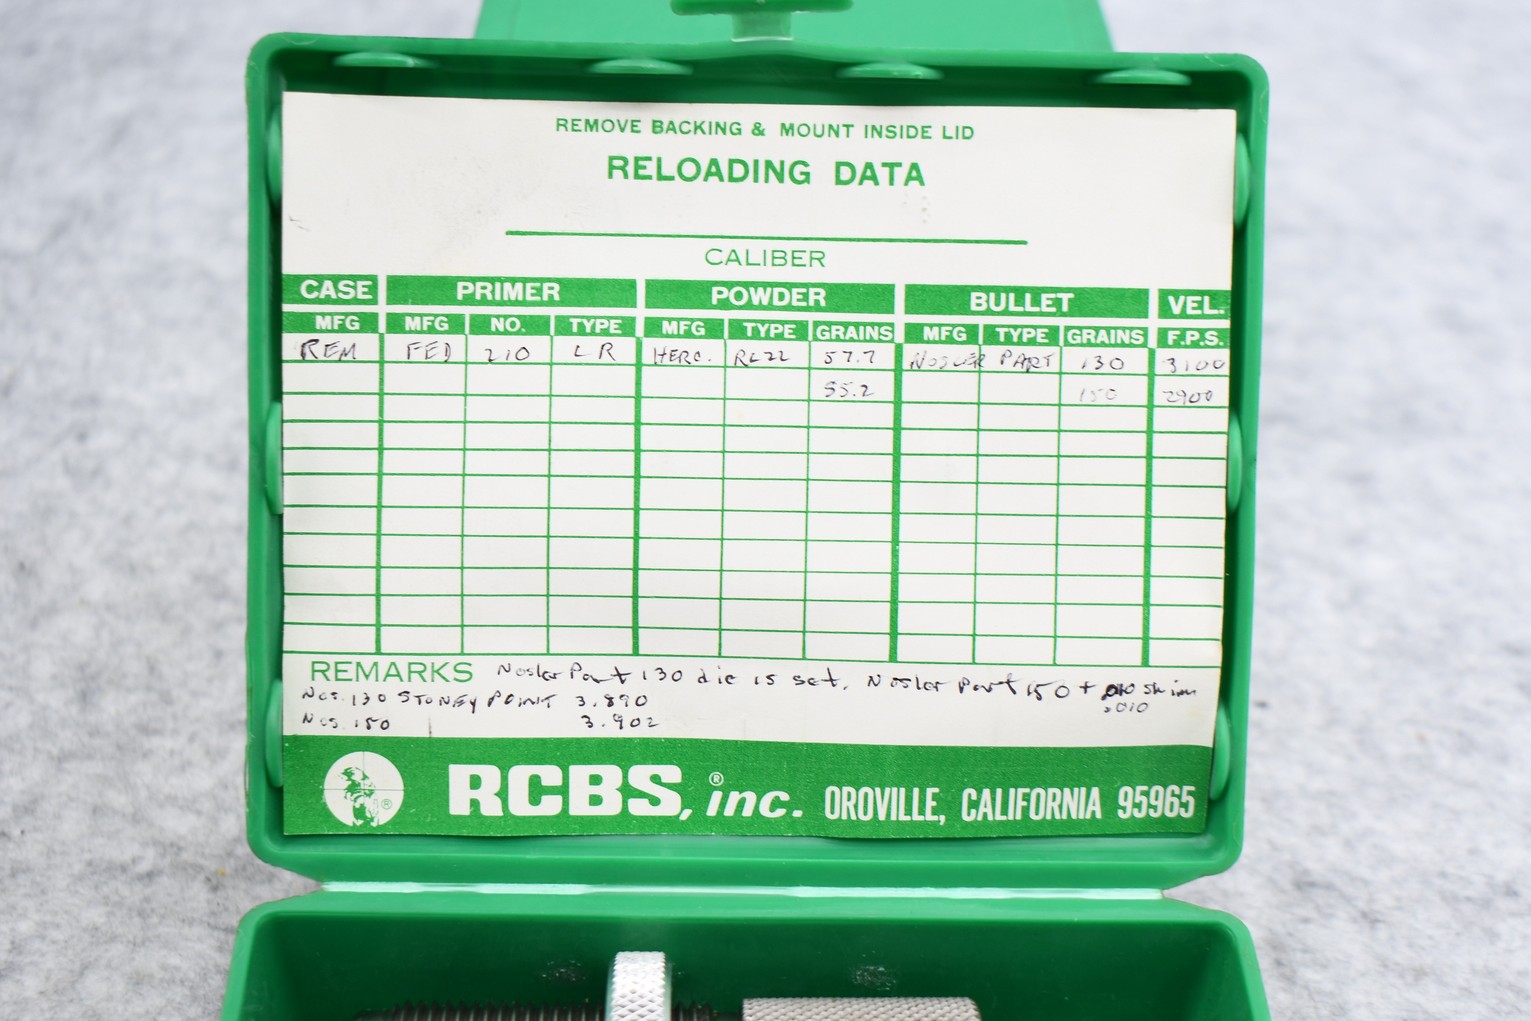 REMOVE BACKING & MOUNT INSIDE LID
RELOADING DATA
CALIBER
CASE PRIMER POWDER BULLET VEL.
MFG MFG NO. TYPE MFG TYPE GRAINS MFG TYPE GRAINS F.P.S.
REM FED 210 LR HERC. RL22 57.7 NOSLER PART 130 3100
55.2 150 2900
REMARKS Nosler Part 130 die is set. Nosler Part 150 + .010 shim
.010
Nos. 130 STONEY POINT 3.890
Nos. 150 3.902
RCBS,® inc. OROVILLE, CALIFORNIA 95965
®